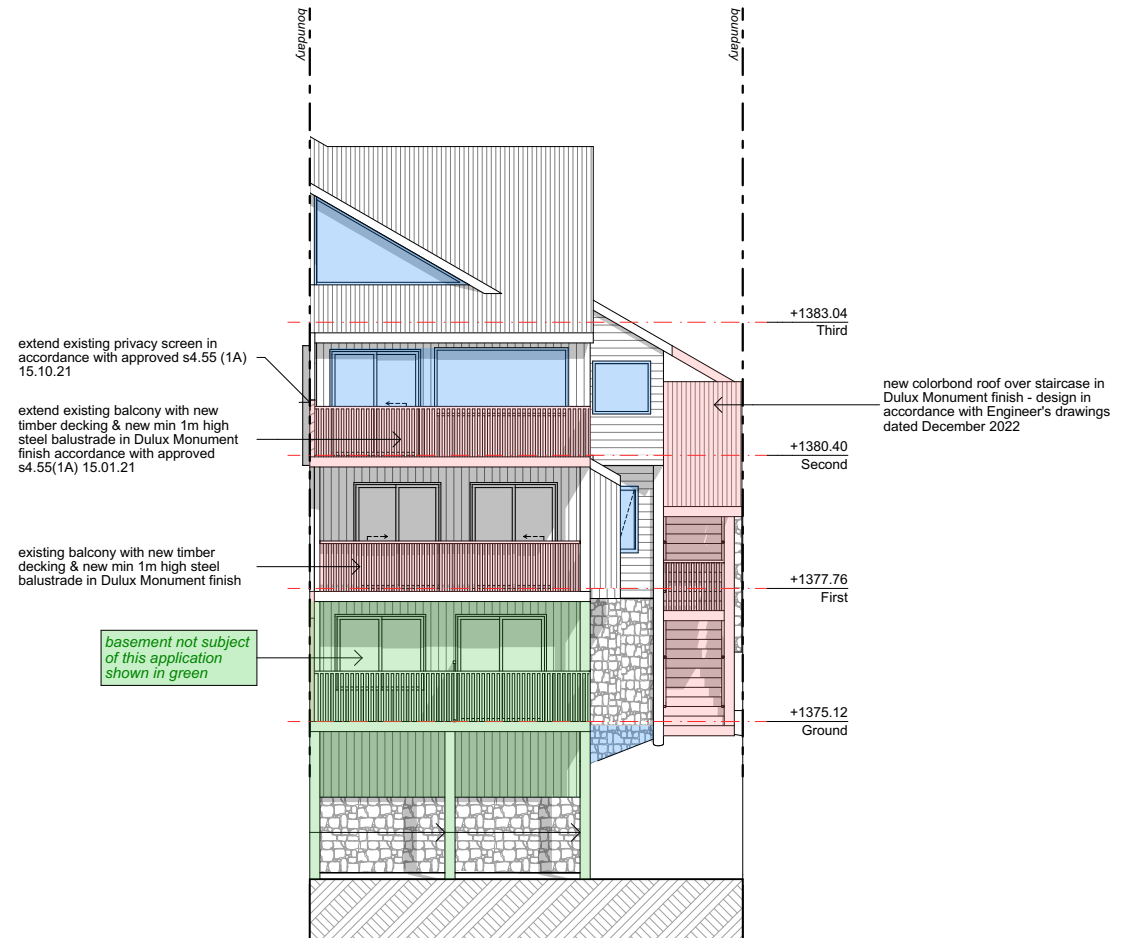 boundary
boundary
+1383.04
Third
extend existing privacy screen in
accordance with approved s4.55 (1A)
15.10.21
new colorbond roof over staircase in
Dulux Monument finish - design in
accordance with Engineer's drawings
dated December 2022
extend existing balcony with new
timber decking & new min 1m high
steel balustrade in Dulux Monument
finish accordance with approved
s4.55(1A) 15.01.21
+1380.40
Second
existing balcony with new timber
decking & new min 1m high steel
balustrade in Dulux Monument finish
+1377.76
First
basement not subject
of this application
shown in green
+1375.12
Ground